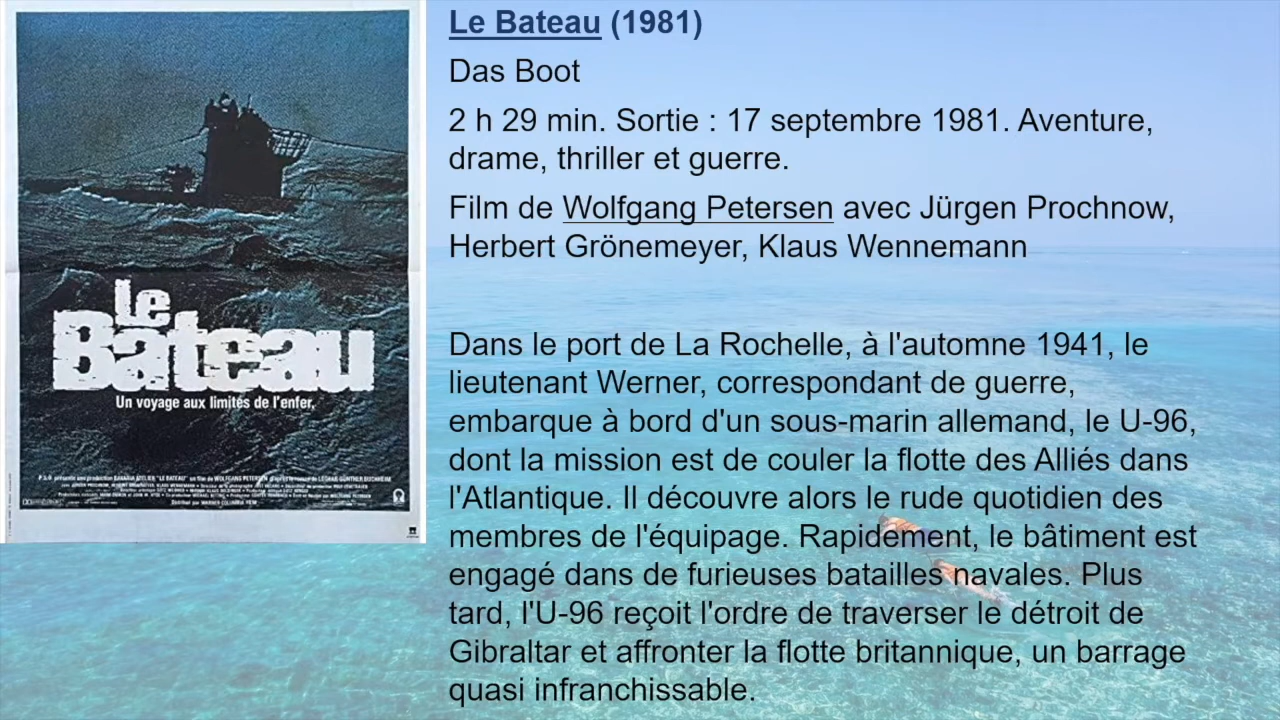 Le Bateau (1981)
Das Boot
2 h 29 min. Sortie : 17 septembre 1981. Aventure,
drame, thriller et guerre.
Film de Wolfgang Petersen avec Jürgen Prochnow,
Herbert Grönemeyer, Klaus Wennemann
Dans le port de La Rochelle, à l'automne 1941, le
lieutenant Werner, correspondant de guerre,
embarque à bord d'un sous-marin allemand, le U-96,
dont la mission est de couler la flotte des Alliés dans
l'Atlantique. Il découvre alors le rude quotidien des
membres de l'équipage. Rapidement, le bâtiment est
engagé dans de furieuses batailles navales. Plus
tard, l'U-96 reçoit l'ordre de traverser le détroit de
Gibraltar et affronter la flotte britannique, un barrage
quasi infranchissable.
Le
Bateau
Un voyage aux limites de l'enfer.